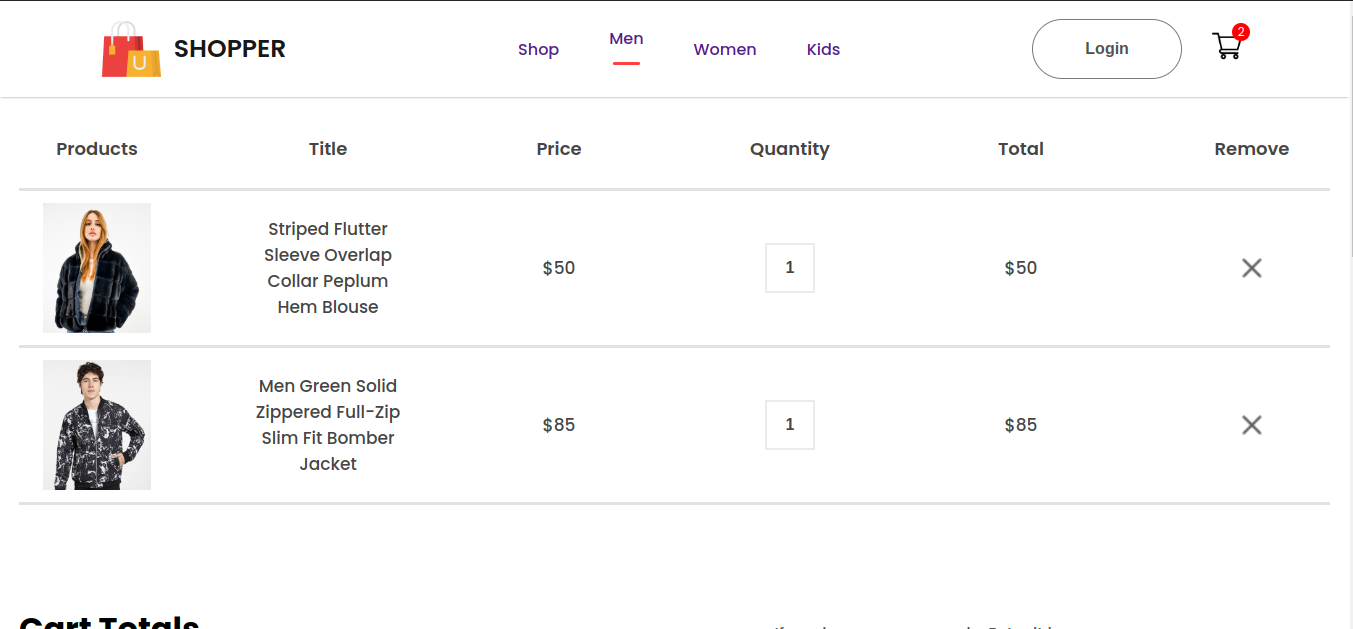 SHOPPER
Shop
Men
Women
Kids
Login
2
Products
Title
Price
Quantity
Total
Remove
Striped Flutter
Sleeve Overlap
Collar Peplum
Hem Blouse
$50
1
$50
Men Green Solid
Zippered Full-Zip
Slim Fit Bomber
Jacket
$85
1
$85
Cart Totals